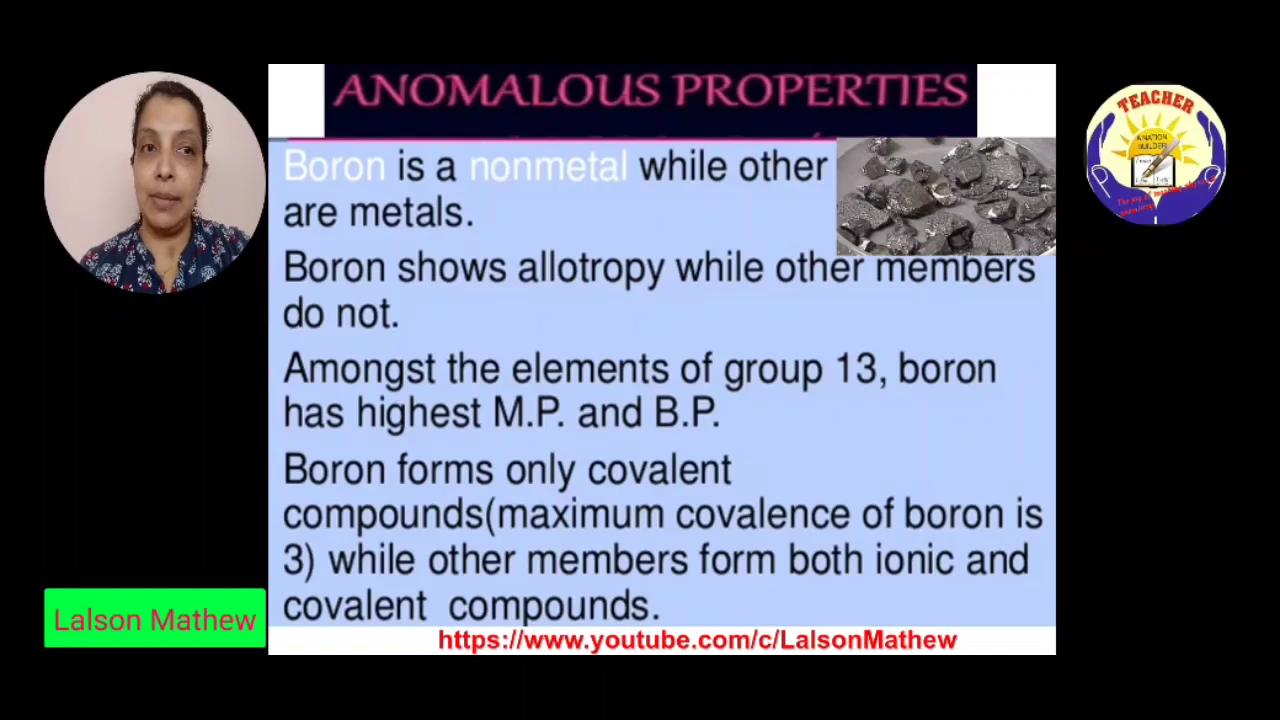 ANOMALOUS PROPERTIES
Boron is a nonmetal while other
are metals.
Boron shows allotropy while other members
do not.
Amongst the elements of group 13, boron
has highest M.P. and B.P.
Boron forms only covalent
compounds(maximum covalence of boron is
3) while other members form both ionic and
covalent compounds.
https://www.youtube.com/c/LalsonMathew
Lalson Mathew
TEACHER
A NATION
BUILDER